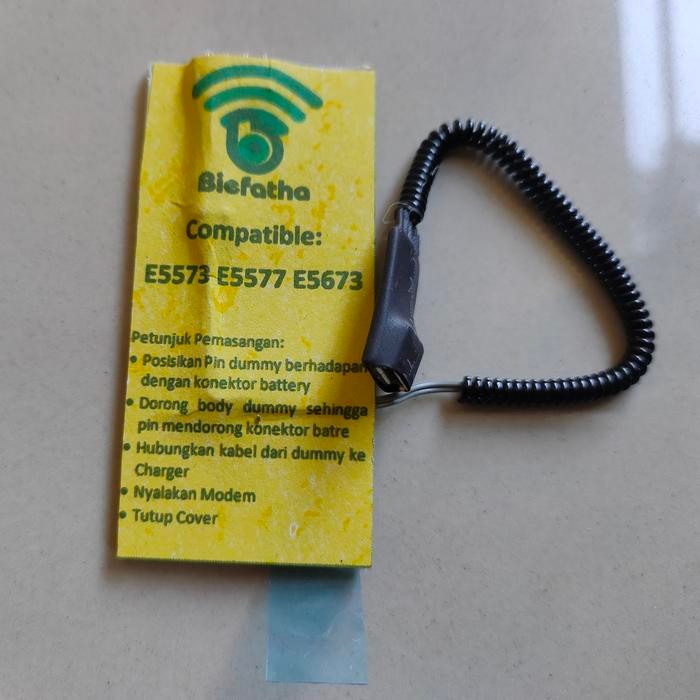 Biefatha
Compatible:
E5573 E5577 E5673
Petunjuk Pemasangan:
• Posisikan Pin dummy berhadapan
dengan konektor battery
• Dorong body dummy sehingga
pin mendorong konektor batre
• Hubungkan kabel dari dummy ke
Charger
• Nyalakan Modem
• Tutup Cover